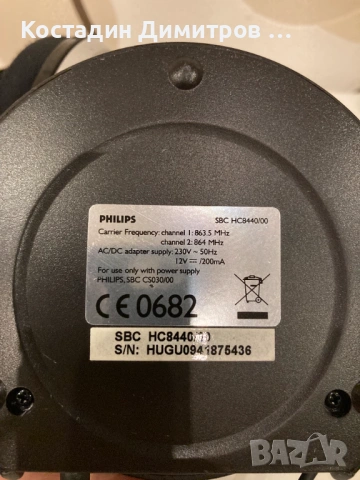 Костадин Димитров ...
PHILIPS SBC HC8440/00
Carrier Frequency: channel 1: 863.5 MHz
channel 2: 864 MHz
AC/DC adapter supply: 230V ~ 50Hz
12V ⎓ /200mA
For use only with power supply
PHILIPS, SBC CS030/00
CE 0682
SBC HC8440/00
S/N: HUGU0941875436
BAZAR